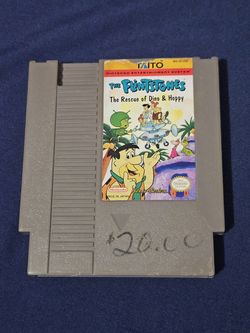 TAITO
NINTENDO ENTERTAINMENT SYSTEM
THE FLINTSTONES
The Rescue of Dino & Hoppy
$20.00